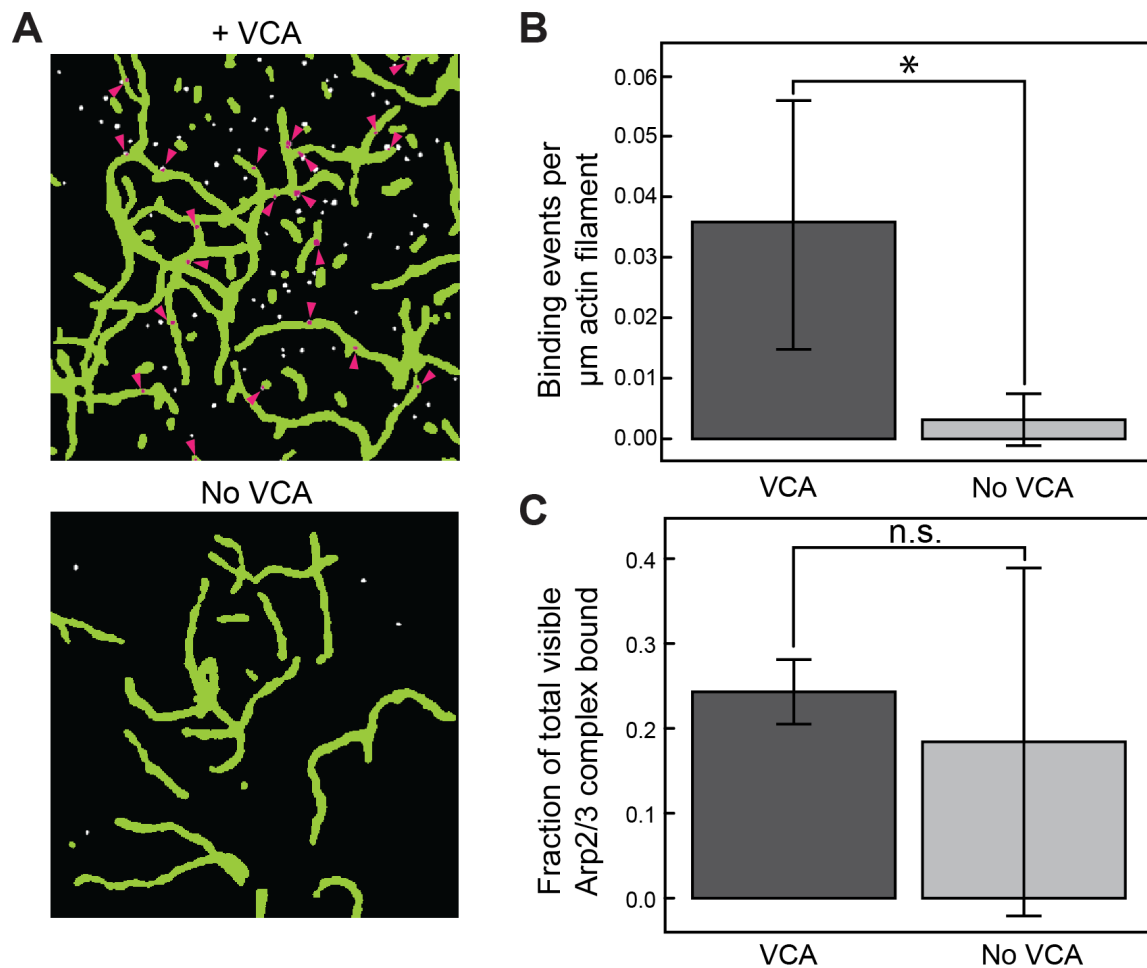 A
+ VCA
No VCA
B
*
0.06
0.05
0.04
0.03
0.02
0.01
0.00
Binding events per
μm actin filament
VCA
No VCA
C
n.s.
0.4
0.3
0.2
0.1
0.0
Fraction of total visible
Arp2/3 complex bound
VCA
No VCA